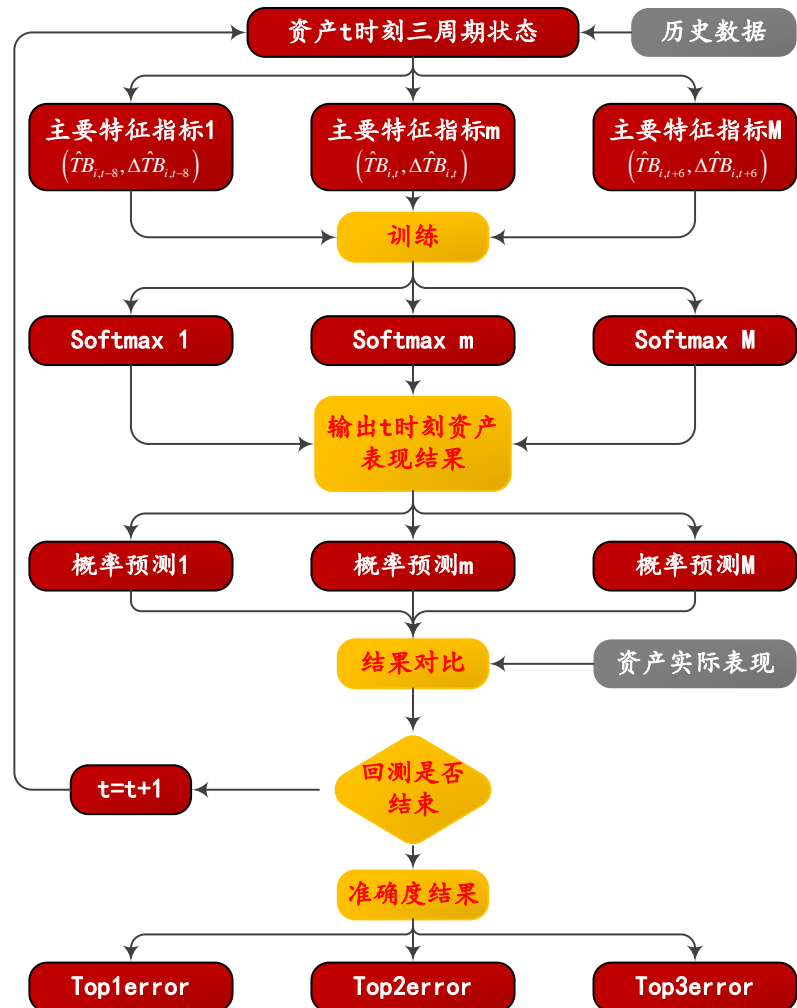 资产t时刻三周期状态
历史数据
主要特征指标1
(T̂B_{i,t-8}, ΔT̂B_{i,t-8})
主要特征指标m
(T̂B_{i,t}, ΔT̂B_{i,t})
主要特征指标M
(T̂B_{i,t+6}, ΔT̂B_{i,t+6})
训练
Softmax 1
Softmax m
Softmax M
输出t时刻资产
表现结果
概率预测1
概率预测m
概率预测M
结果对比
资产实际表现
回测是否
结束
t=t+1
准确度结果
Top1error
Top2error
Top3error